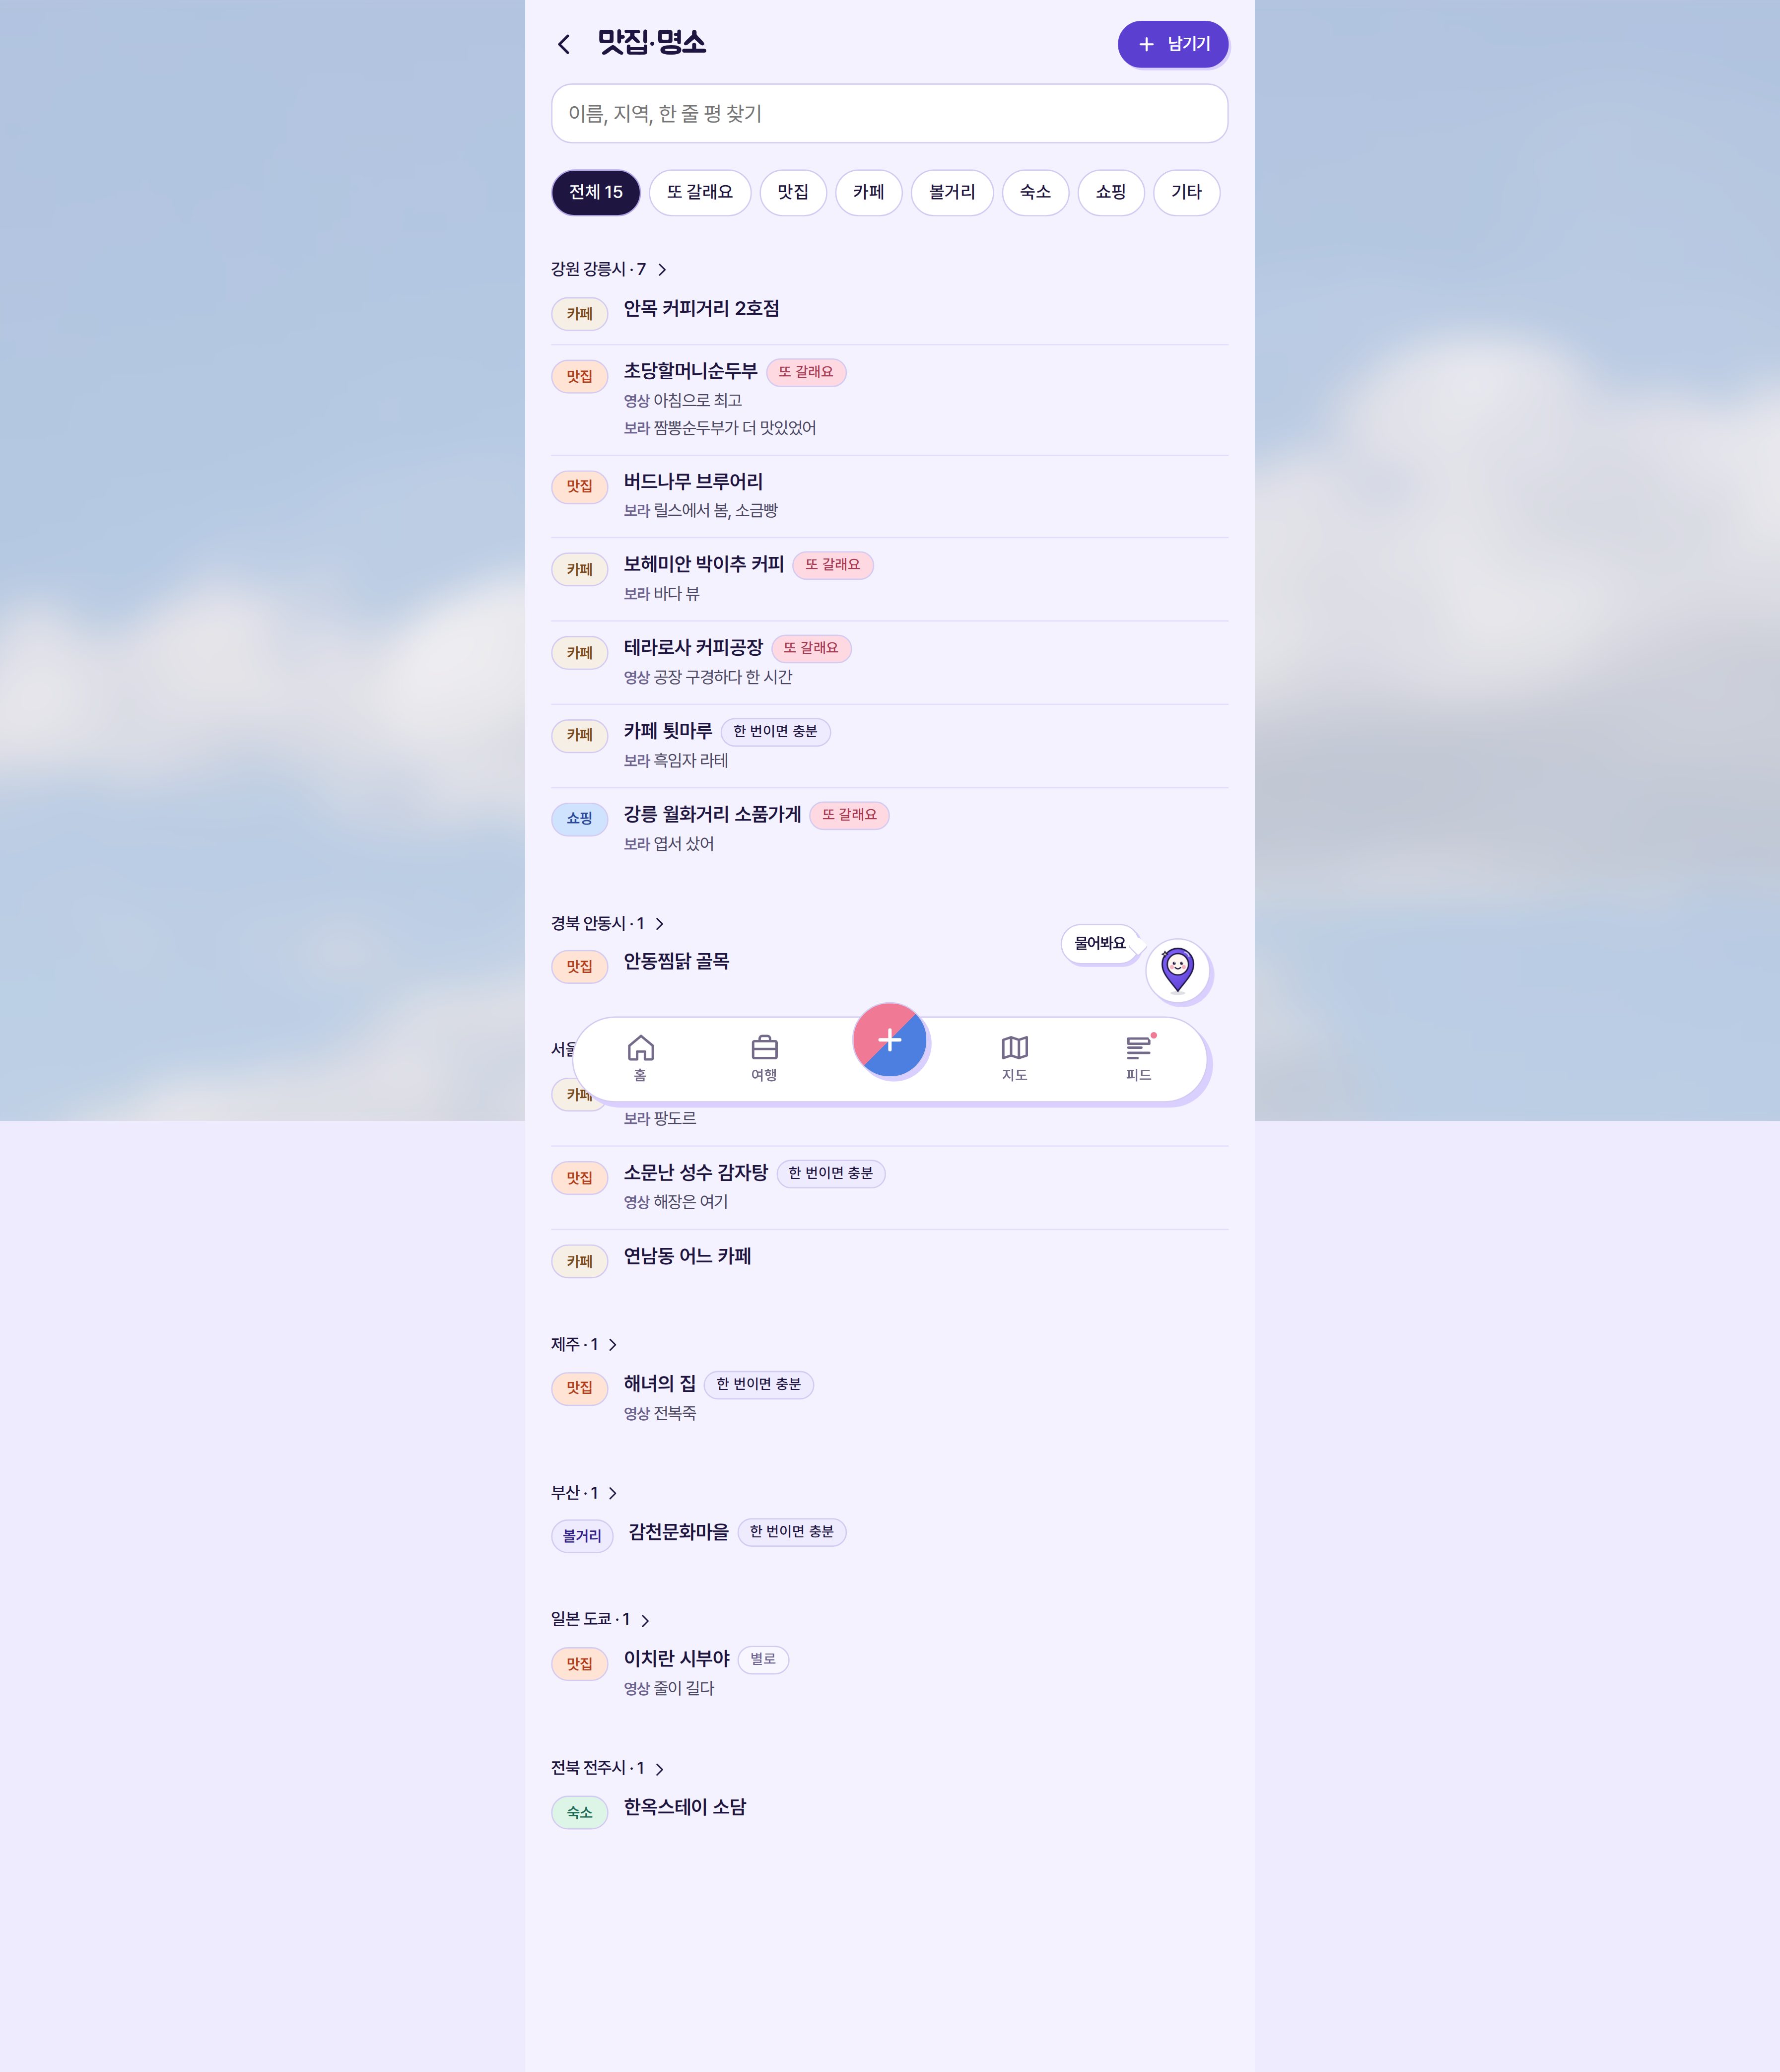 맛집·명소
+ 남기기
이름, 지역, 한 줄 평 찾기
전체 15 또 갈래요 맛집 카페 볼거리 숙소 쇼핑 기타
강원 강릉시 · 7
카페 안목 커피거리 2호점
맛집 초당할머니순두부 또 갈래요
영상 아침으로 최고
보라 짬뽕순두부가 더 맛있었어
맛집 버드나무 브루어리
보라 릴스에서 봄, 소금빵
카페 보헤미안 박이추 커피 또 갈래요
보라 바다 뷰
카페 테라로사 커피공장 또 갈래요
영상 공장 구경하다 한 시간
카페 카페 툇마루 한 번이면 충분
보라 흑임자 라테
쇼핑 강릉 월화거리 소품가게 또 갈래요
보라 엽서 샀어
경북 안동시 · 1
물어봐요
맛집 안동찜닭 골목
서울
홈 여행 지도 피드
카페
보라 팡도르
맛집 소문난 성수 감자탕 한 번이면 충분
영상 해장은 여기
카페 연남동 어느 카페
제주 · 1
맛집 해녀의 집 한 번이면 충분
영상 전복죽
부산 · 1
볼거리 감천문화마을 한 번이면 충분
일본 도쿄 · 1
맛집 이치란 시부야 별로
영상 줄이 길다
전북 전주시 · 1
숙소 한옥스테이 소담